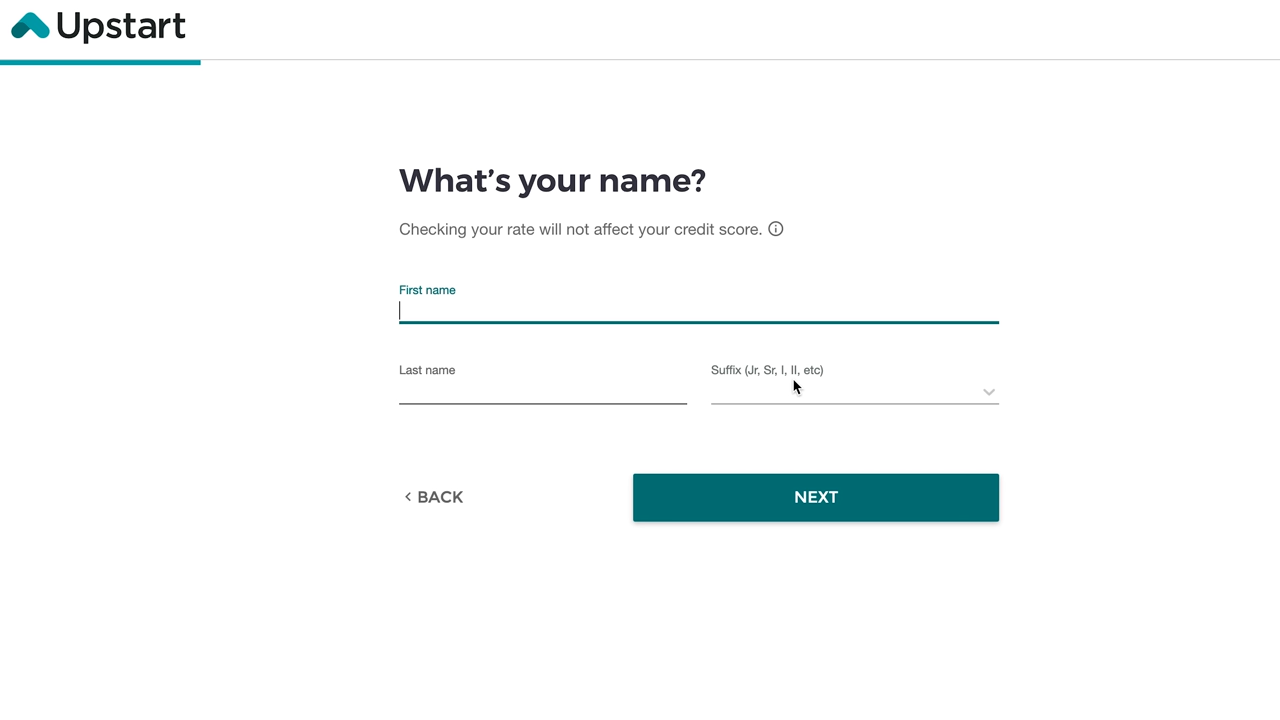 Upstart
What's your name?
Checking your rate will not affect your credit score.
First name
Last name
Suffix (Jr, Sr, I, II, etc)
BACK
NEXT